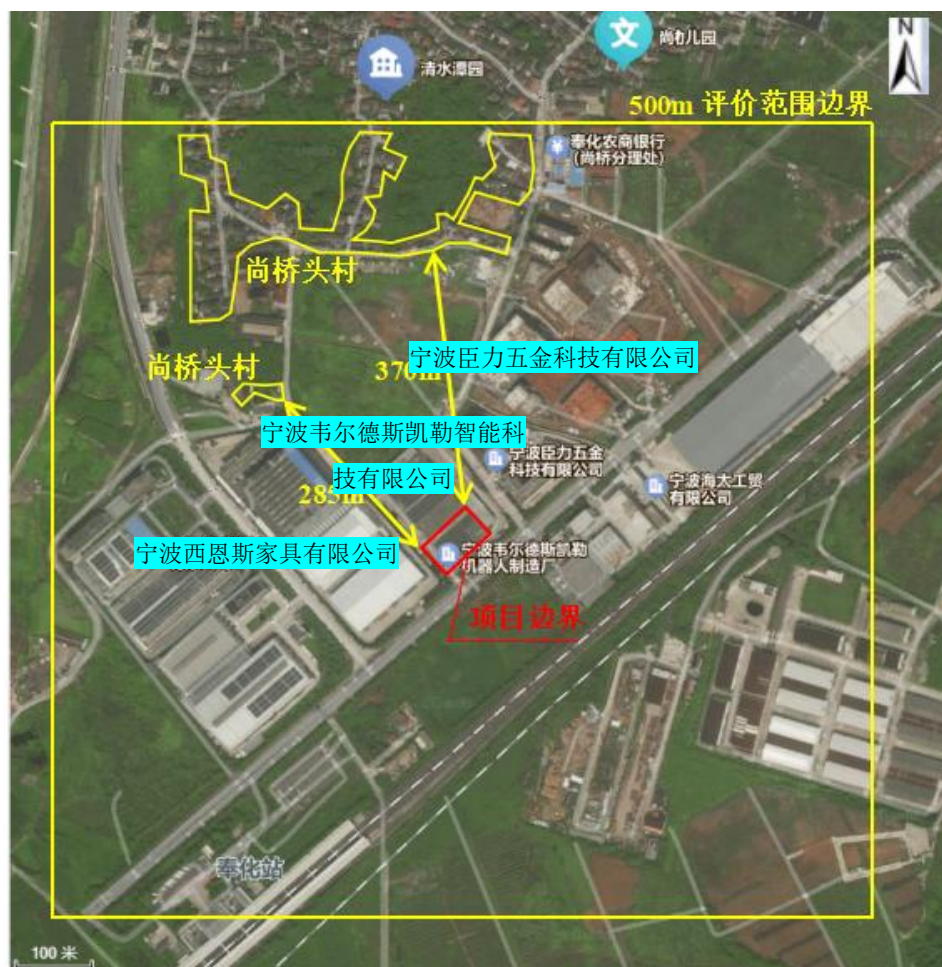 尚桥幼儿园
清水潭园
N
500m 评价范围边界
奉化农商银行
(尚桥分理处)
尚桥头村
宁波臣力五金科技有限公司
尚桥头村
370m
宁波韦尔德斯凯勒智能科
技有限公司
宁波臣力五金
科技有限公司
宁波海太工贸
有限公司
285m
宁波西恩斯家具有限公司
宁波韦尔德斯凯勒
机器人制造厂
项目边界
奉化站
100 米